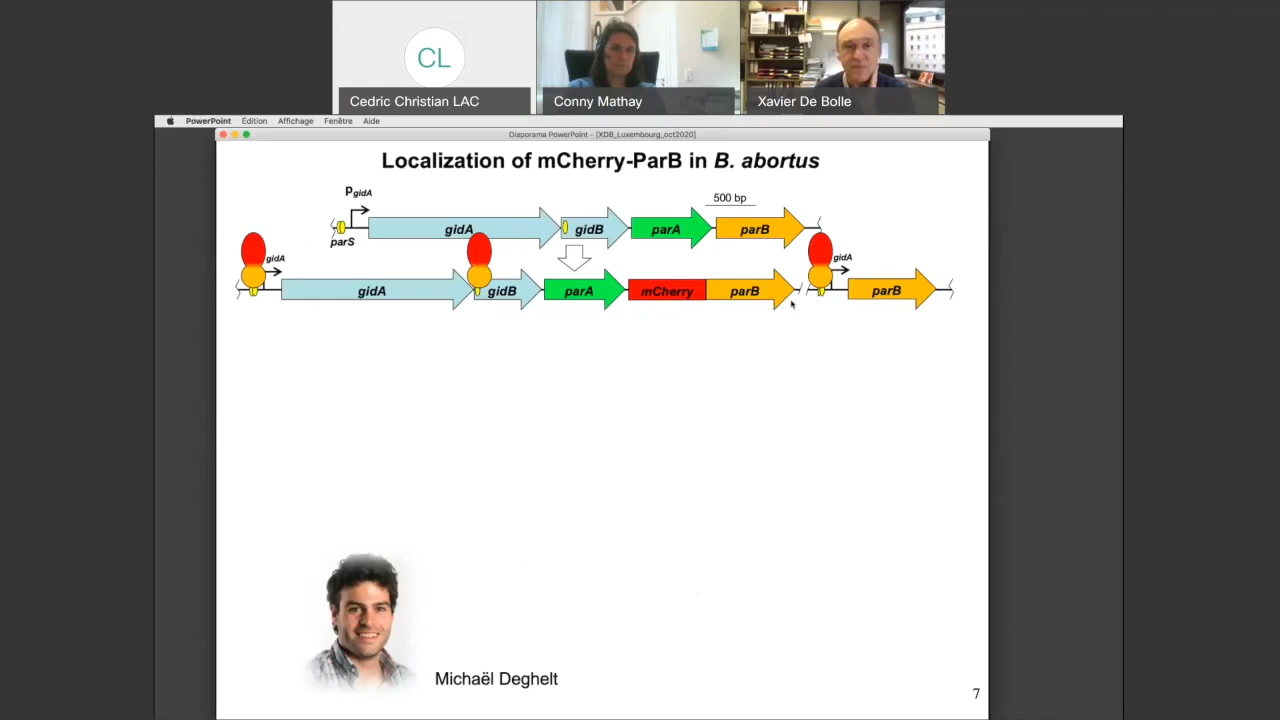 CL
Cedric Christian LAC
Conny Mathay
Xavier De Bolle
PowerPoint Édition Affichage Fenêtre Aide
Diaporama PowerPoint - [XDB_Luxembourg_oct2020]
Localization of mCherry-ParB in B. abortus
PgidA
500 bp
gidA gidB parA parB
parS
gidA gidA
gidA gidB parA mCherry parB parB
Michaël Deghelt
7